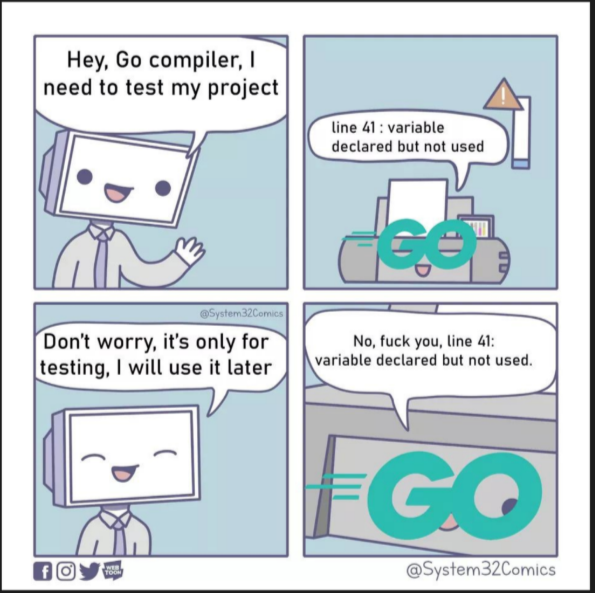 Hey, Go compiler, I
need to test my project
line 41 : variable
declared but not used
!
GO
@System32Comics
Don't worry, it's only for
testing, I will use it later
No, fuck you, line 41:
variable declared but not used.
GO
f
WEB
TOON
@System32Comics